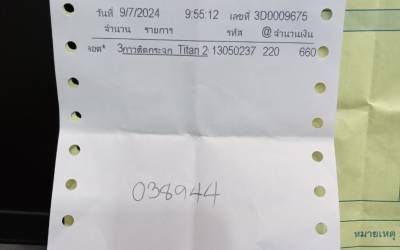 วันที่ 9/7/2024 9:55:12 เลขที่ 3D0009675
จำนวน รายการ รหัส @ จำนวนเงิน
3 กาวติดกระจก Titan 2 13050237 220 660
038944
หมายเหตุ